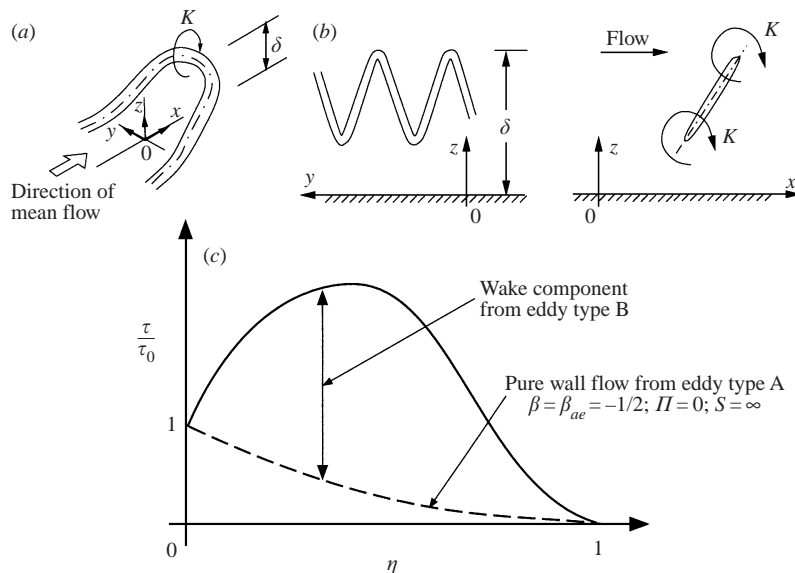 (a)
K
δ
z
x
y
0
Direction of
mean flow
(b)
δ
z
y
0
Flow
K
K
z
x
0
(c)
τ
τ0
Wake component
from eddy type B
Pure wall flow from eddy type A
β = βae = –1/2; Π = 0; S = ∞
1
0
η
1